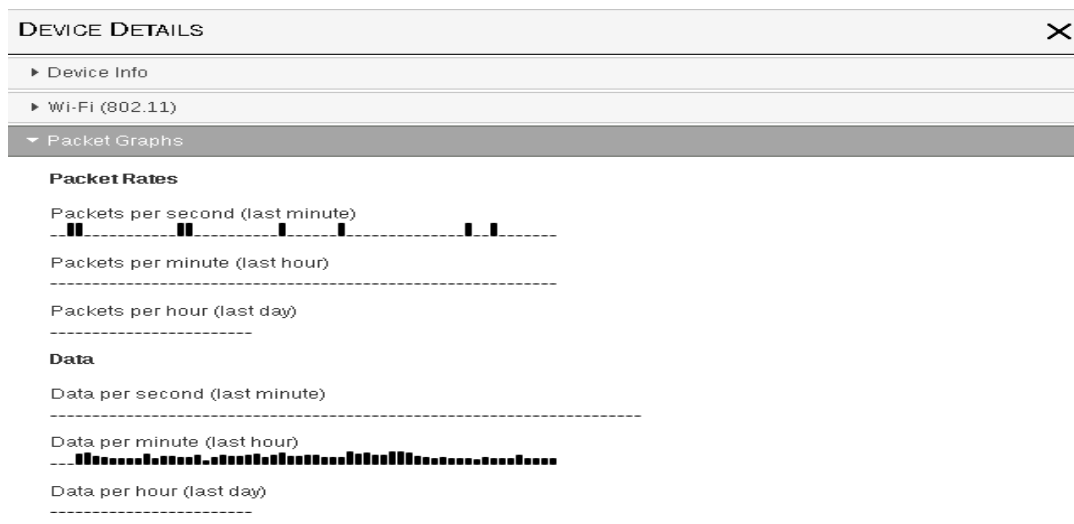 DEVICE DETAILS
Device Info
Wi-Fi (802.11)
Packet Graphs
Packet Rates
Packets per second (last minute)
Packets per minute (last hour)
Packets per hour (last day)
Data
Data per second (last minute)
Data per minute (last hour)
Data per hour (last day)